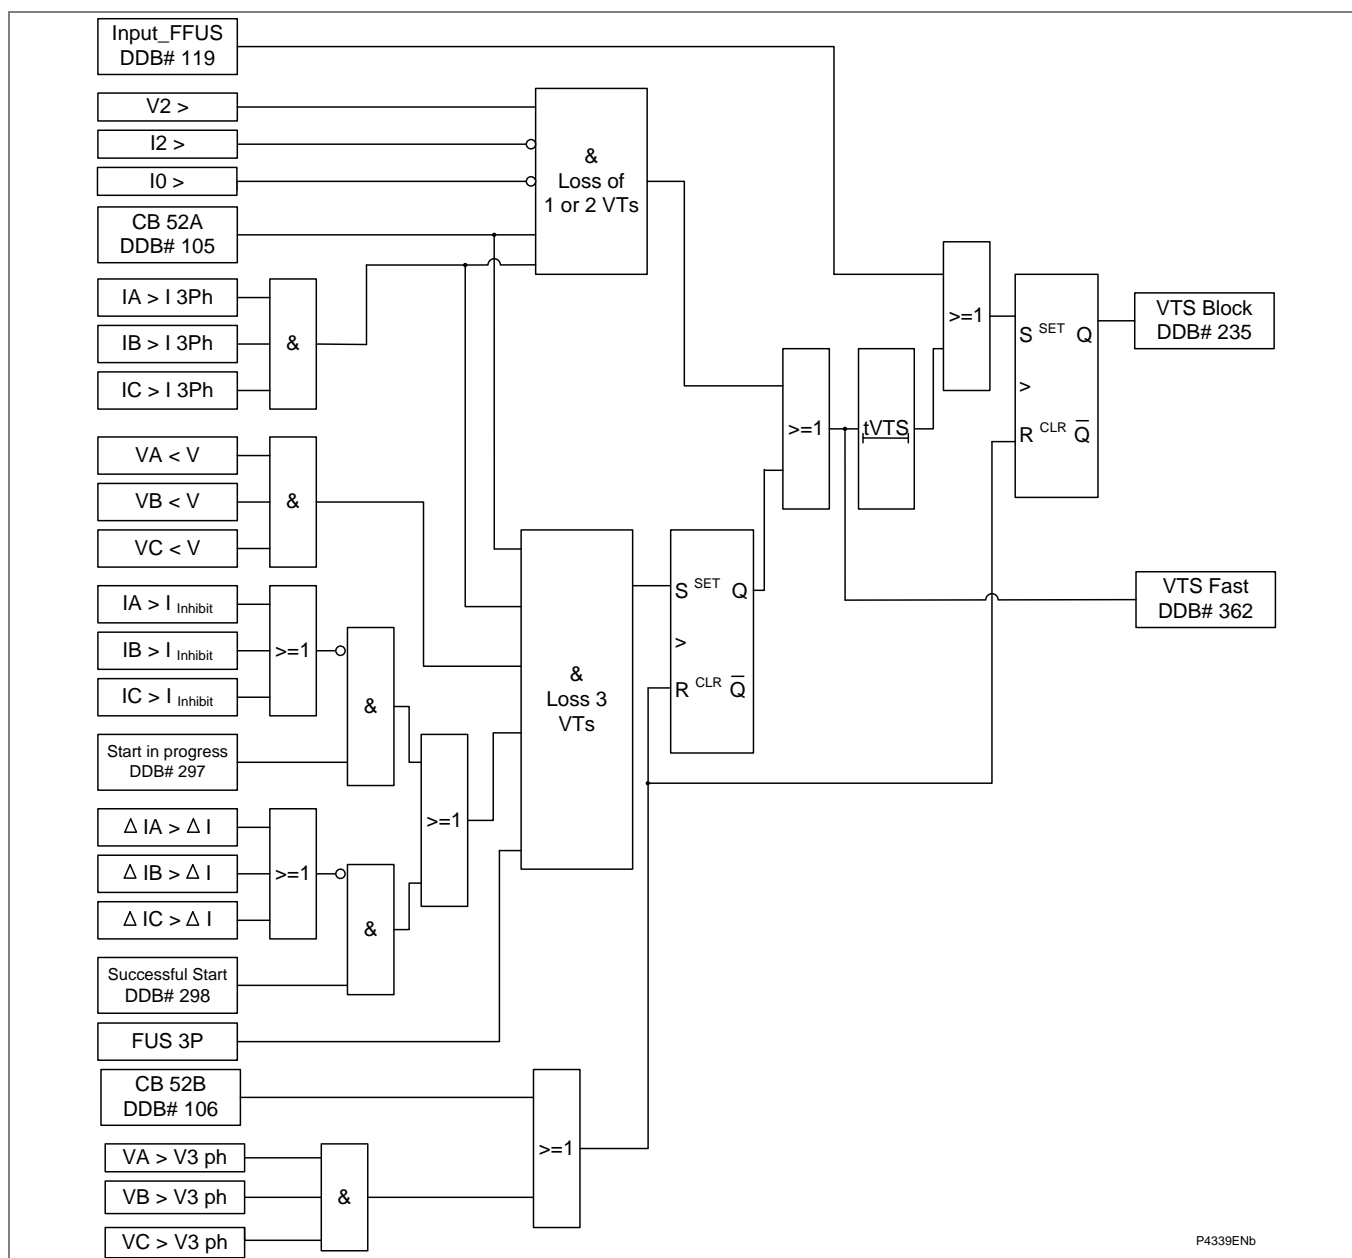 Input_FFUS
DDB# 119
V2 >
I2 >
I0 >
CB 52A
DDB# 105
&
Loss of
1 or 2 VTs
IA > I 3Ph
IB > I 3Ph
IC > I 3Ph
&
>=1
S SET Q
>
R CLR Q̅
VTS Block
DDB# 235
>=1
tVTS
VA < V
VB < V
VC < V
&
IA > I Inhibit
IB > I Inhibit
IC > I Inhibit
>=1
&
Start in progress
DDB# 297
&
Loss 3
VTs
S SET Q
>
R CLR Q̅
VTS Fast
DDB# 362
>=1
Δ IA > Δ I
Δ IB > Δ I
Δ IC > Δ I
>=1
&
Successful Start
DDB# 298
FUS 3P
CB 52B
DDB# 106
>=1
VA > V3 ph
VB > V3 ph
VC > V3 ph
&
P4339ENb